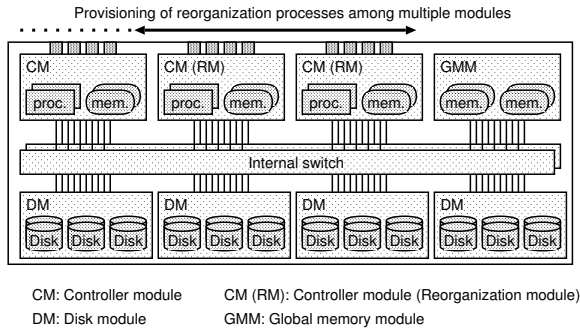 Provisioning of reorganization processes among multiple modules
CM CM (RM) CM (RM) GMM
proc. mem. proc. mem. proc. mem. mem. mem.
Internal switch
DM DM DM DM
Disk Disk Disk Disk Disk Disk Disk Disk Disk Disk Disk Disk
CM: Controller module CM (RM): Controller module (Reorganization module)
DM: Disk module GMM: Global memory module